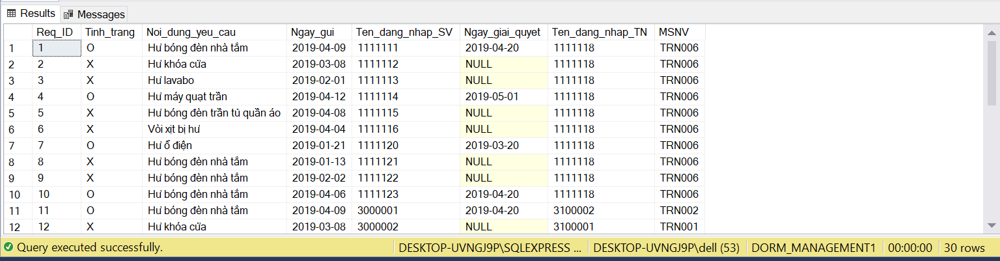 Results Messages
Req_ID Tinh_trang Noi_dung_yeu_cau Ngay_gui Ten_dang_nhap_SV Ngay_giai_quyet Ten_dang_nhap_TN MSNV
1 1 O Hư bóng đèn nhà tắm 2019-04-09 1111111 2019-04-20 1111118 TRN006
2 2 X Hư khóa cửa 2019-03-08 1111112 NULL 1111118 TRN006
3 3 X Hư lavabo 2019-02-01 1111113 NULL 1111118 TRN006
4 4 O Hư máy quạt trần 2019-04-12 1111114 2019-05-01 1111118 TRN006
5 5 X Hư bóng đèn trần tủ quần áo 2019-04-08 1111115 NULL 1111118 TRN006
6 6 X Vòi xịt bị hư 2019-04-04 1111116 NULL 1111118 TRN006
7 7 O Hư ổ điện 2019-01-21 1111120 2019-03-20 1111118 TRN006
8 8 X Hư bóng đèn nhà tắm 2019-01-13 1111121 NULL 1111118 TRN006
9 9 X Hư bóng đèn nhà tắm 2019-02-02 1111122 NULL 1111118 TRN006
10 10 O Hư bóng đèn nhà tắm 2019-04-06 1111123 2019-04-20 1111118 TRN006
11 11 O Hư bóng đèn nhà tắm 2019-04-09 3000001 2019-04-20 3100002 TRN002
12 12 X Hư khóa cửa 2019-03-08 3000002 NULL 3100001 TRN001
Query executed successfully. DESKTOP-UVNGJ9P\SQLEXPRESS ... DESKTOP-UVNGJ9P\dell (53) DORM_MANAGEMENT1 00:00:00 30 rows